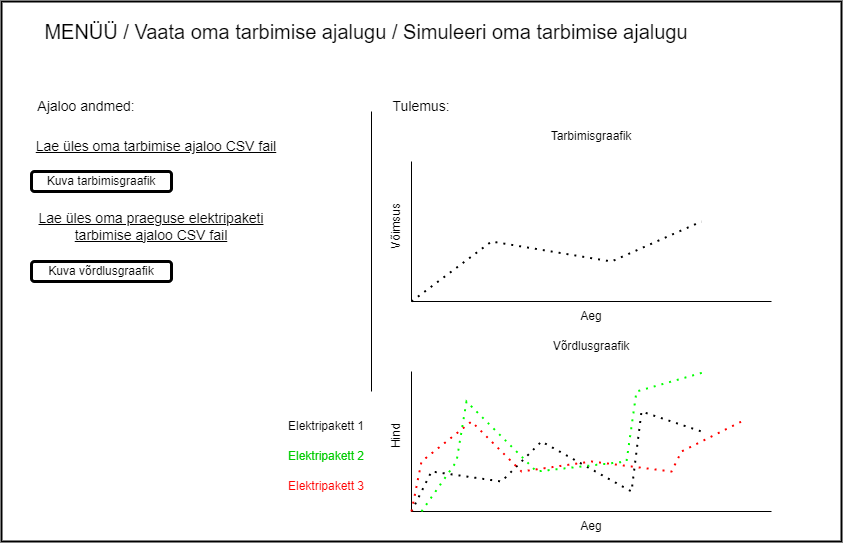 MENÜÜ / Vaata oma tarbimise ajalugu / Simuleeri oma tarbimise ajalugu
Ajaloo andmed:
Lae üles oma tarbimise ajaloo CSV fail
Kuva tarbimisgraafik
Lae üles oma praeguse elektripaketi
tarbimise ajaloo CSV fail
Kuva võrdlusgraafik
Tulemus:
Tarbimisgraafik
Võimsus
Aeg
Võrdlusgraafik
Elektripakett 1
Elektripakett 2
Elektripakett 3
Hind
Aeg